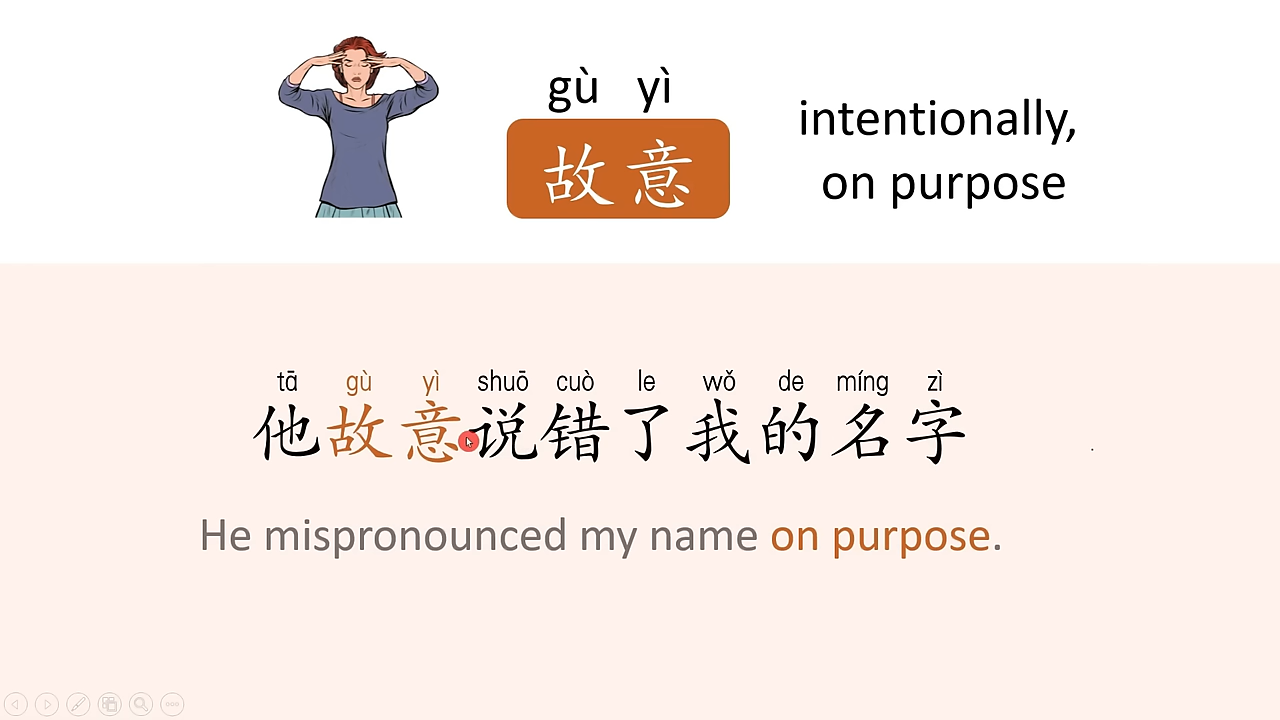 gù yì
故意
intentionally,
on purpose
tā gù yì shuō cuò le wǒ de míng zì
他故意说错了我的名字
He mispronounced my name on purpose.